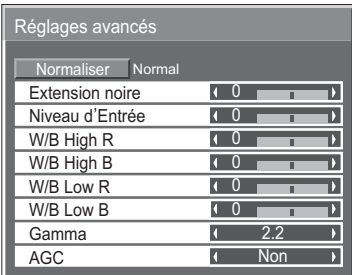 Réglages avancés
Normaliser Normal
Extension noire 0
Niveau d'Entrée 0
W/B High R 0
W/B High B 0
W/B Low R 0
W/B Low B 0
Gamma 2.2
AGC Non